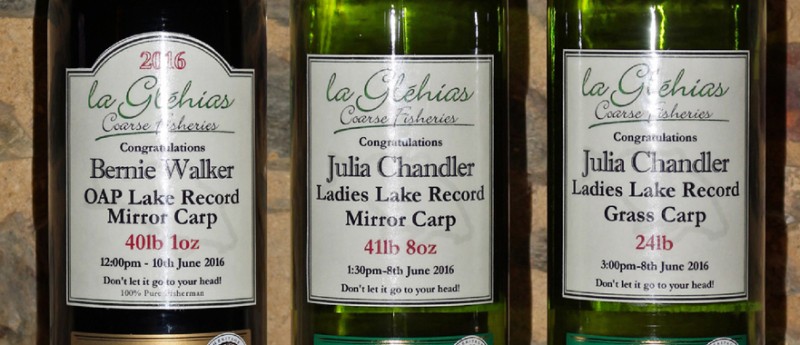 2016
la Gléhias
Coarse Fisheries
Congratulations
Bernie Walker
OAP Lake Record
Mirror Carp
40lb 1oz
12:00pm - 10th June 2016
Don't let it go to your head!
100% Pure Fisherman
la Gléhias
Coarse Fisheries
Congratulations
Julia Chandler
Ladies Lake Record
Mirror Carp
41lb 8oz
1:30pm-8th June 2016
Don't let it go to your head!
la Gléhias
Coarse Fisheries
Congratulations
Julia Chandler
Ladies Lake Record
Grass Carp
24lb
3:00pm-8th June 2016
Don't let it go to your head!